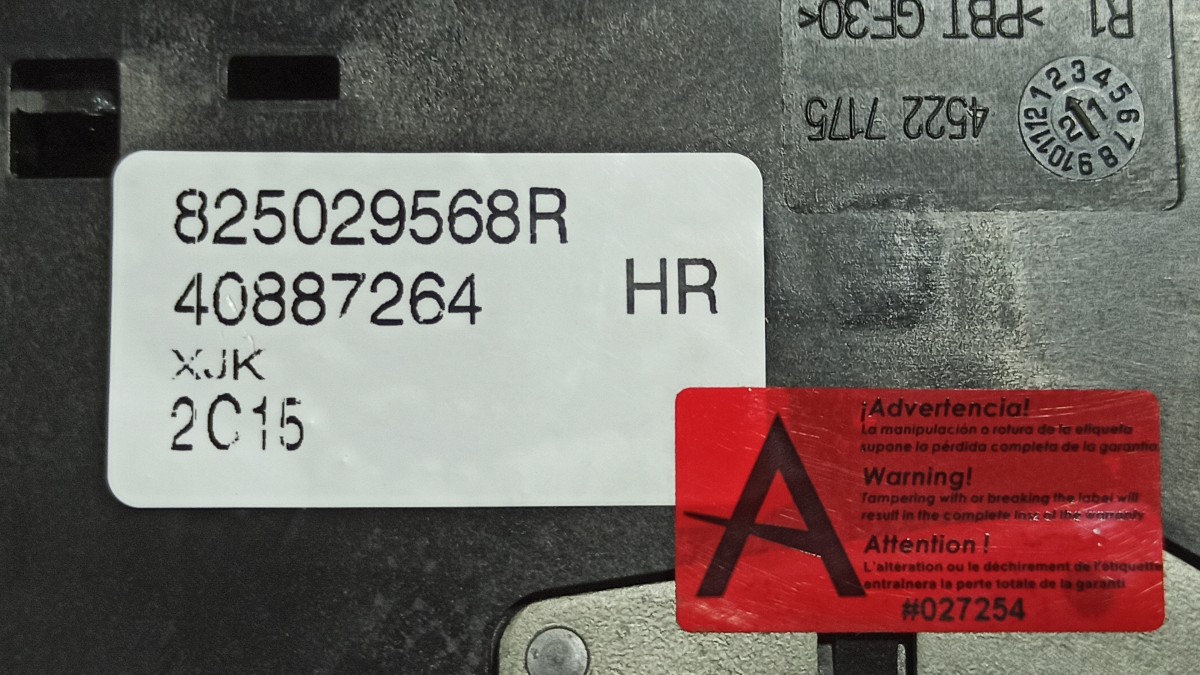 R1 >PBT GF30<
4522 7175
1 2 3 4 5 6 7 8 9 10 11 12
21
825029568R
40887264
HR
XJK
2C15
A
¡Advertencia!
La manipulación o rotura de la etiqueta
supone la pérdida completa de la garantía
Warning!
Tampering with or breaking the label will
result in the complete loss of the warranty
Attention !
L'altération ou le déchirement de l'étiquette
entraînera la perte totale de la garanti
#027254